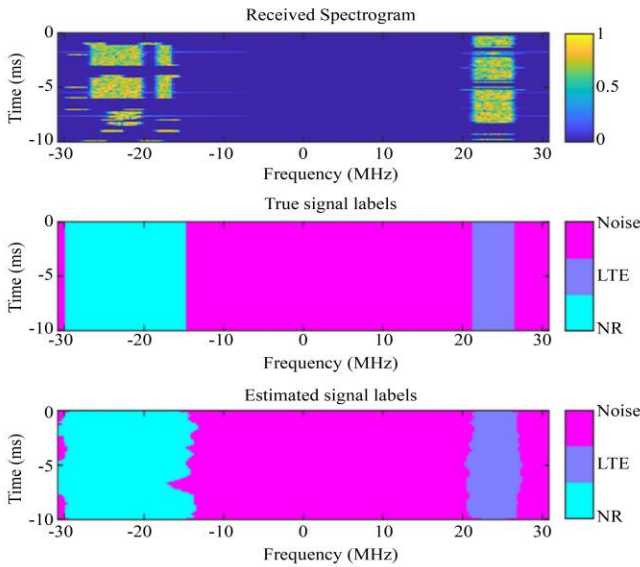 Received Spectrogram
0
-5
-10
Time (ms)
-30 -20 -10 0 10 20 30
Frequency (MHz)
1
0.5
0
True signal labels
0
-5
-10
Time (ms)
-30 -20 -10 0 10 20 30
Frequency (MHz)
Noise
LTE
NR
Estimated signal labels
0
-5
-10
Time (ms)
-30 -20 -10 0 10 20 30
Frequency (MHz)
Noise
LTE
NR